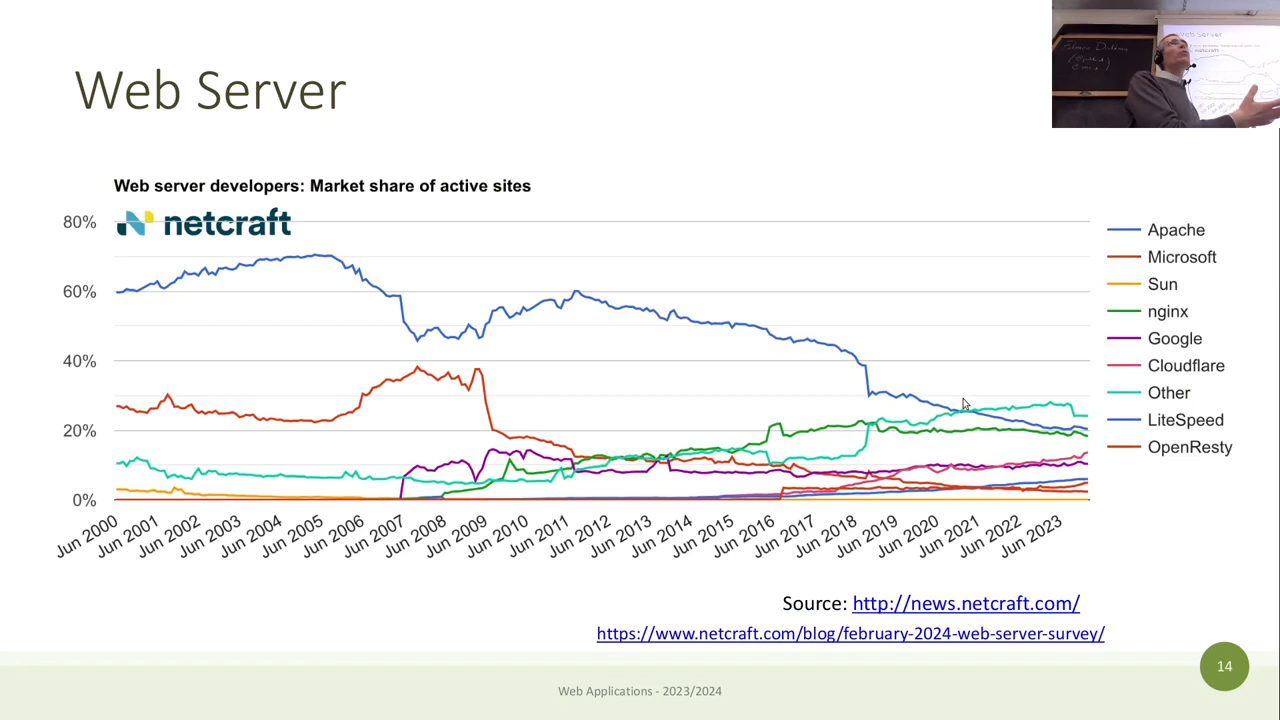 Web Server
Web Server
Web server developers: Market share of active sites
netcraft
80%
60%
40%
20%
0%
Jun 2000
Jun 2001
Jun 2002
Jun 2003
Jun 2004
Jun 2005
Jun 2006
Jun 2007
Jun 2008
Jun 2009
Jun 2010
Jun 2011
Jun 2012
Jun 2013
Jun 2014
Jun 2015
Jun 2016
Jun 2017
Jun 2018
Jun 2019
Jun 2020
Jun 2021
Jun 2022
Jun 2023
Apache
Microsoft
Sun
nginx
Google
Cloudflare
Other
LiteSpeed
OpenResty
Source: http://news.netcraft.com/
https://www.netcraft.com/blog/february-2024-web-server-survey/
14
Web Applications - 2023/2024